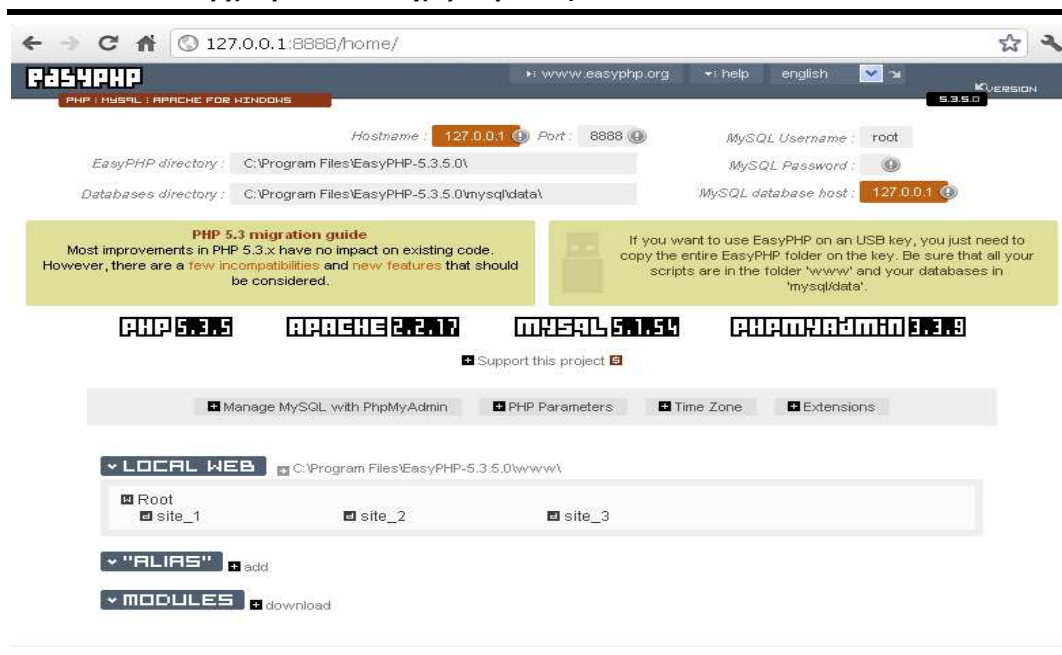 127.0.0.1:8888/home/
EASYPHP
www.easyphp.org help english
VERSION
PHP : MYSQL : APACHE FOR WINDOWS
5.3.5.0
Hostname : 127.0.0.1 Port : 8888 MySQL Username : root
EasyPHP directory : C:\Program Files\EasyPHP-5.3.5.0\ MySQL Password :
Databases directory : C:\Program Files\EasyPHP-5.3.5.0\mysql\data\ MySQL database host : 127.0.0.1
PHP 5.3 migration guide
Most improvements in PHP 5.3.x have no impact on existing code.
However, there are a few incompatibilities and new features that should
be considered.
If you want to use EasyPHP on an USB key, you just need to
copy the entire EasyPHP folder on the key. Be sure that all your
scripts are in the folder 'www' and your databases in
'mysql/data'.
PHP 5.3.5 APACHE 2.2.17 MYSQL 5.1.54 PHPMYADMIN 3.3.9
Support this project $
Manage MySQL with PhpMyAdmin PHP Parameters Time Zone Extensions
LOCAL WEB C:\Program Files\EasyPHP-5.3.5.0\www\
Root
site_1 site_2 site_3
"ALIAS" add
MODULES download